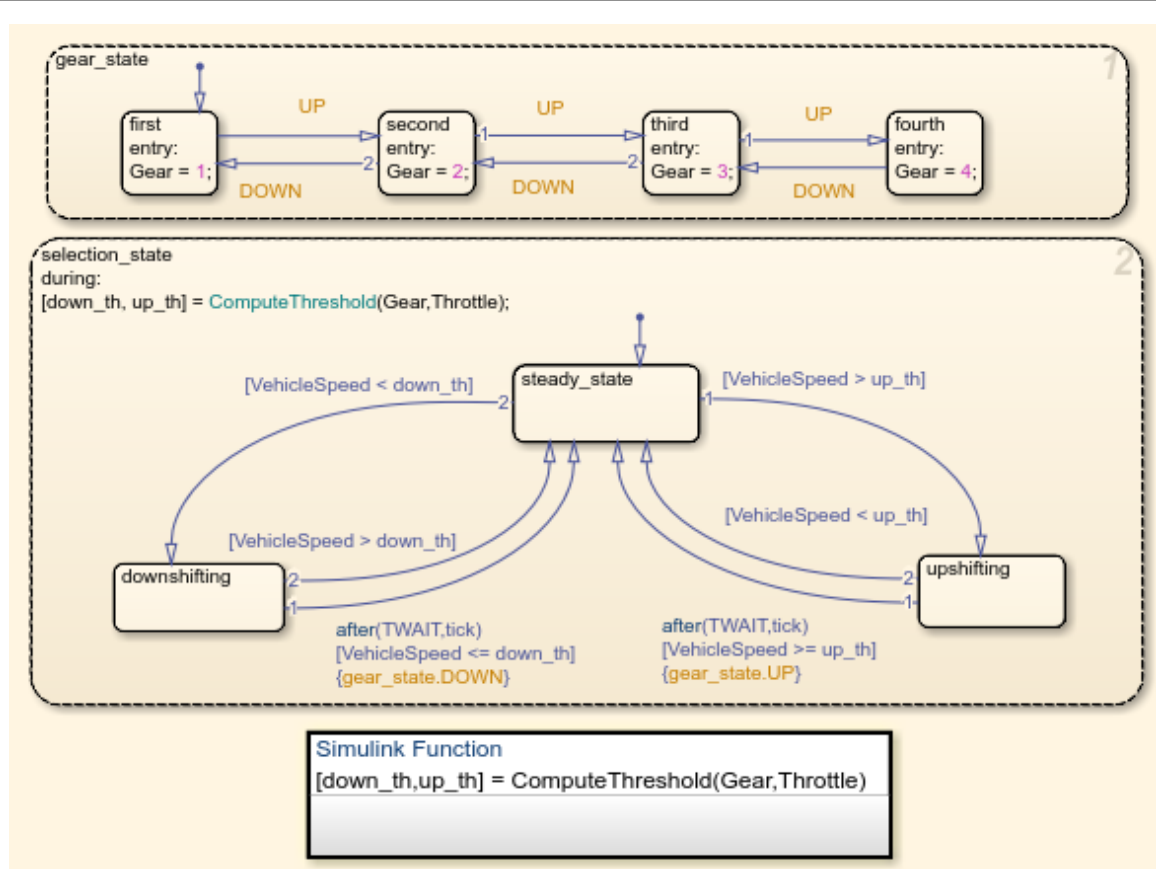 gear_state
1
UP
UP
UP
first
entry:
Gear = 1;
second
entry:
Gear = 2;
third
entry:
Gear = 3;
fourth
entry:
Gear = 4;
1
1
2
2
DOWN
DOWN
DOWN
selection_state
2
during:
[down_th, up_th] = ComputeThreshold(Gear,Throttle);
[VehicleSpeed < down_th]
steady_state
[VehicleSpeed > up_th]
2
1
[VehicleSpeed > down_th]
[VehicleSpeed < up_th]
downshifting
2
1
upshifting
2
1
after(TWAIT,tick)
[VehicleSpeed <= down_th]
{gear_state.DOWN}
after(TWAIT,tick)
[VehicleSpeed >= up_th]
{gear_state.UP}
Simulink Function
[down_th,up_th] = ComputeThreshold(Gear,Throttle)